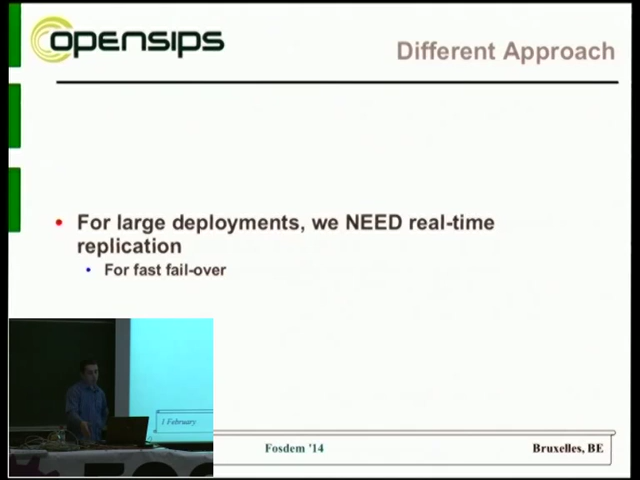 opensips
Different Approach
• For large deployments, we NEED real-time
replication
• For fast fail-over
1 February
Fosdem '14
Bruxelles, BE